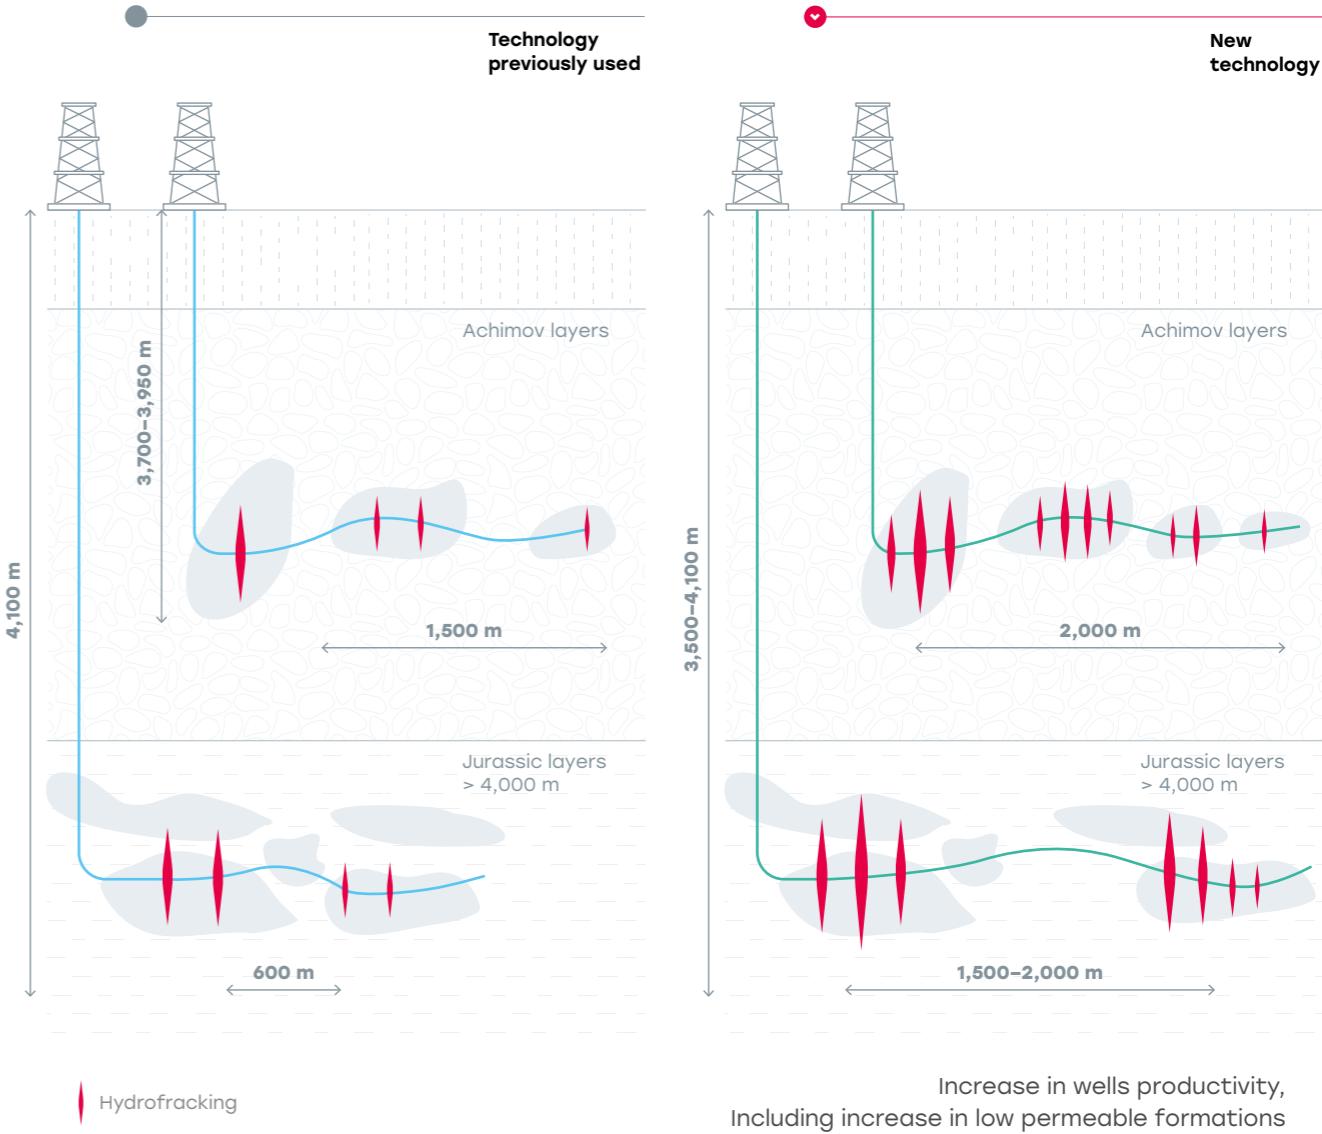 Technology
previously used
New
technology
Achimov layers
3,700–3,950 m
4,100 m
1,500 m
Jurassic layers
> 4,000 m
600 m
Achimov layers
3,500–4,100 m
2,000 m
Jurassic layers
> 4,000 m
1,500–2,000 m
Hydrofracking
Increase in wells productivity,
Including increase in low permeable formations